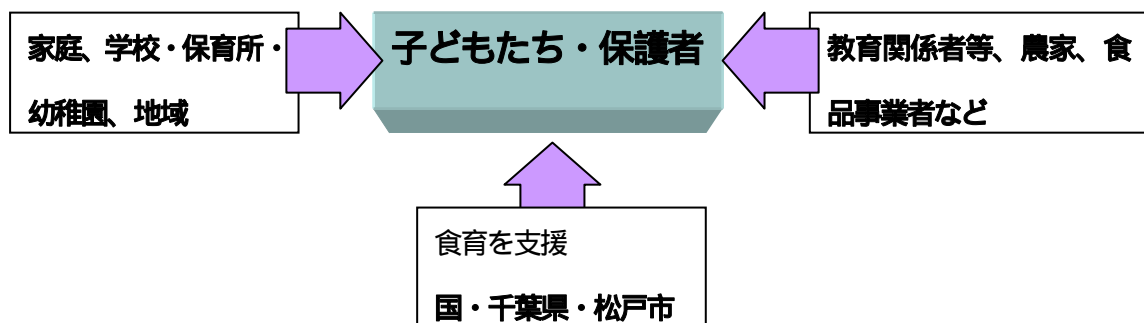 家庭、学校・保育所・
幼稚園、地域
子どもたち・保護者
教育関係者等、農家、食
品事業者など
食育を支援
国・千葉県・松戸市